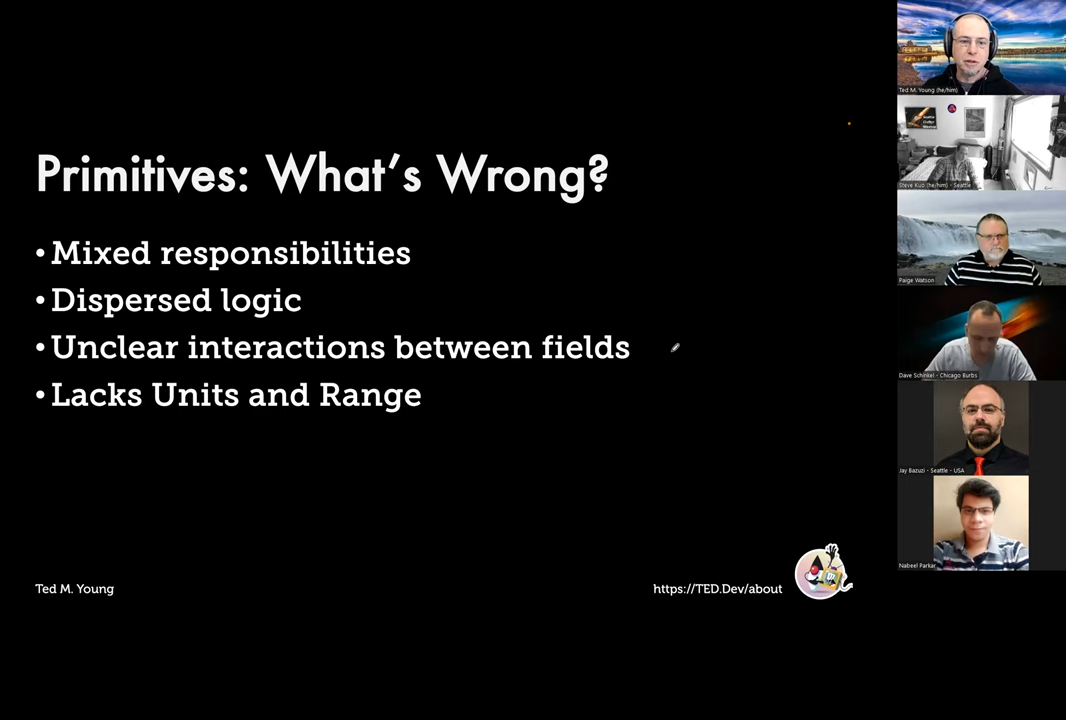 Primitives: What's Wrong?
• Mixed responsibilities
• Dispersed logic
• Unclear interactions between fields
• Lacks Units and Range
Ted M. Young
https://TED.Dev/about
Ted M. Young (he/him)
Steve Kuo (he/him) - Seattle
Paige Watson
Dave Schinkel - Chicago Burbs
Jay Bazuzi - Seattle - USA
Nabeel Parkar